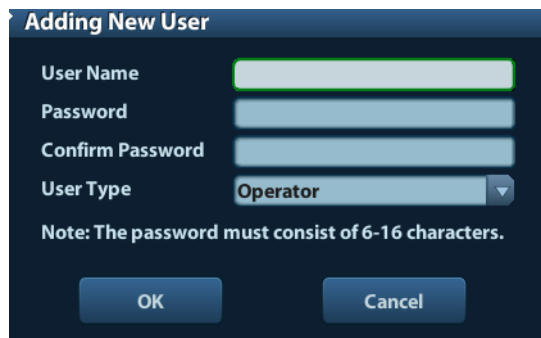 Adding New User
User Name
Password
Confirm Password
User Type Operator
Note: The password must consist of 6-16 characters.
OK Cancel